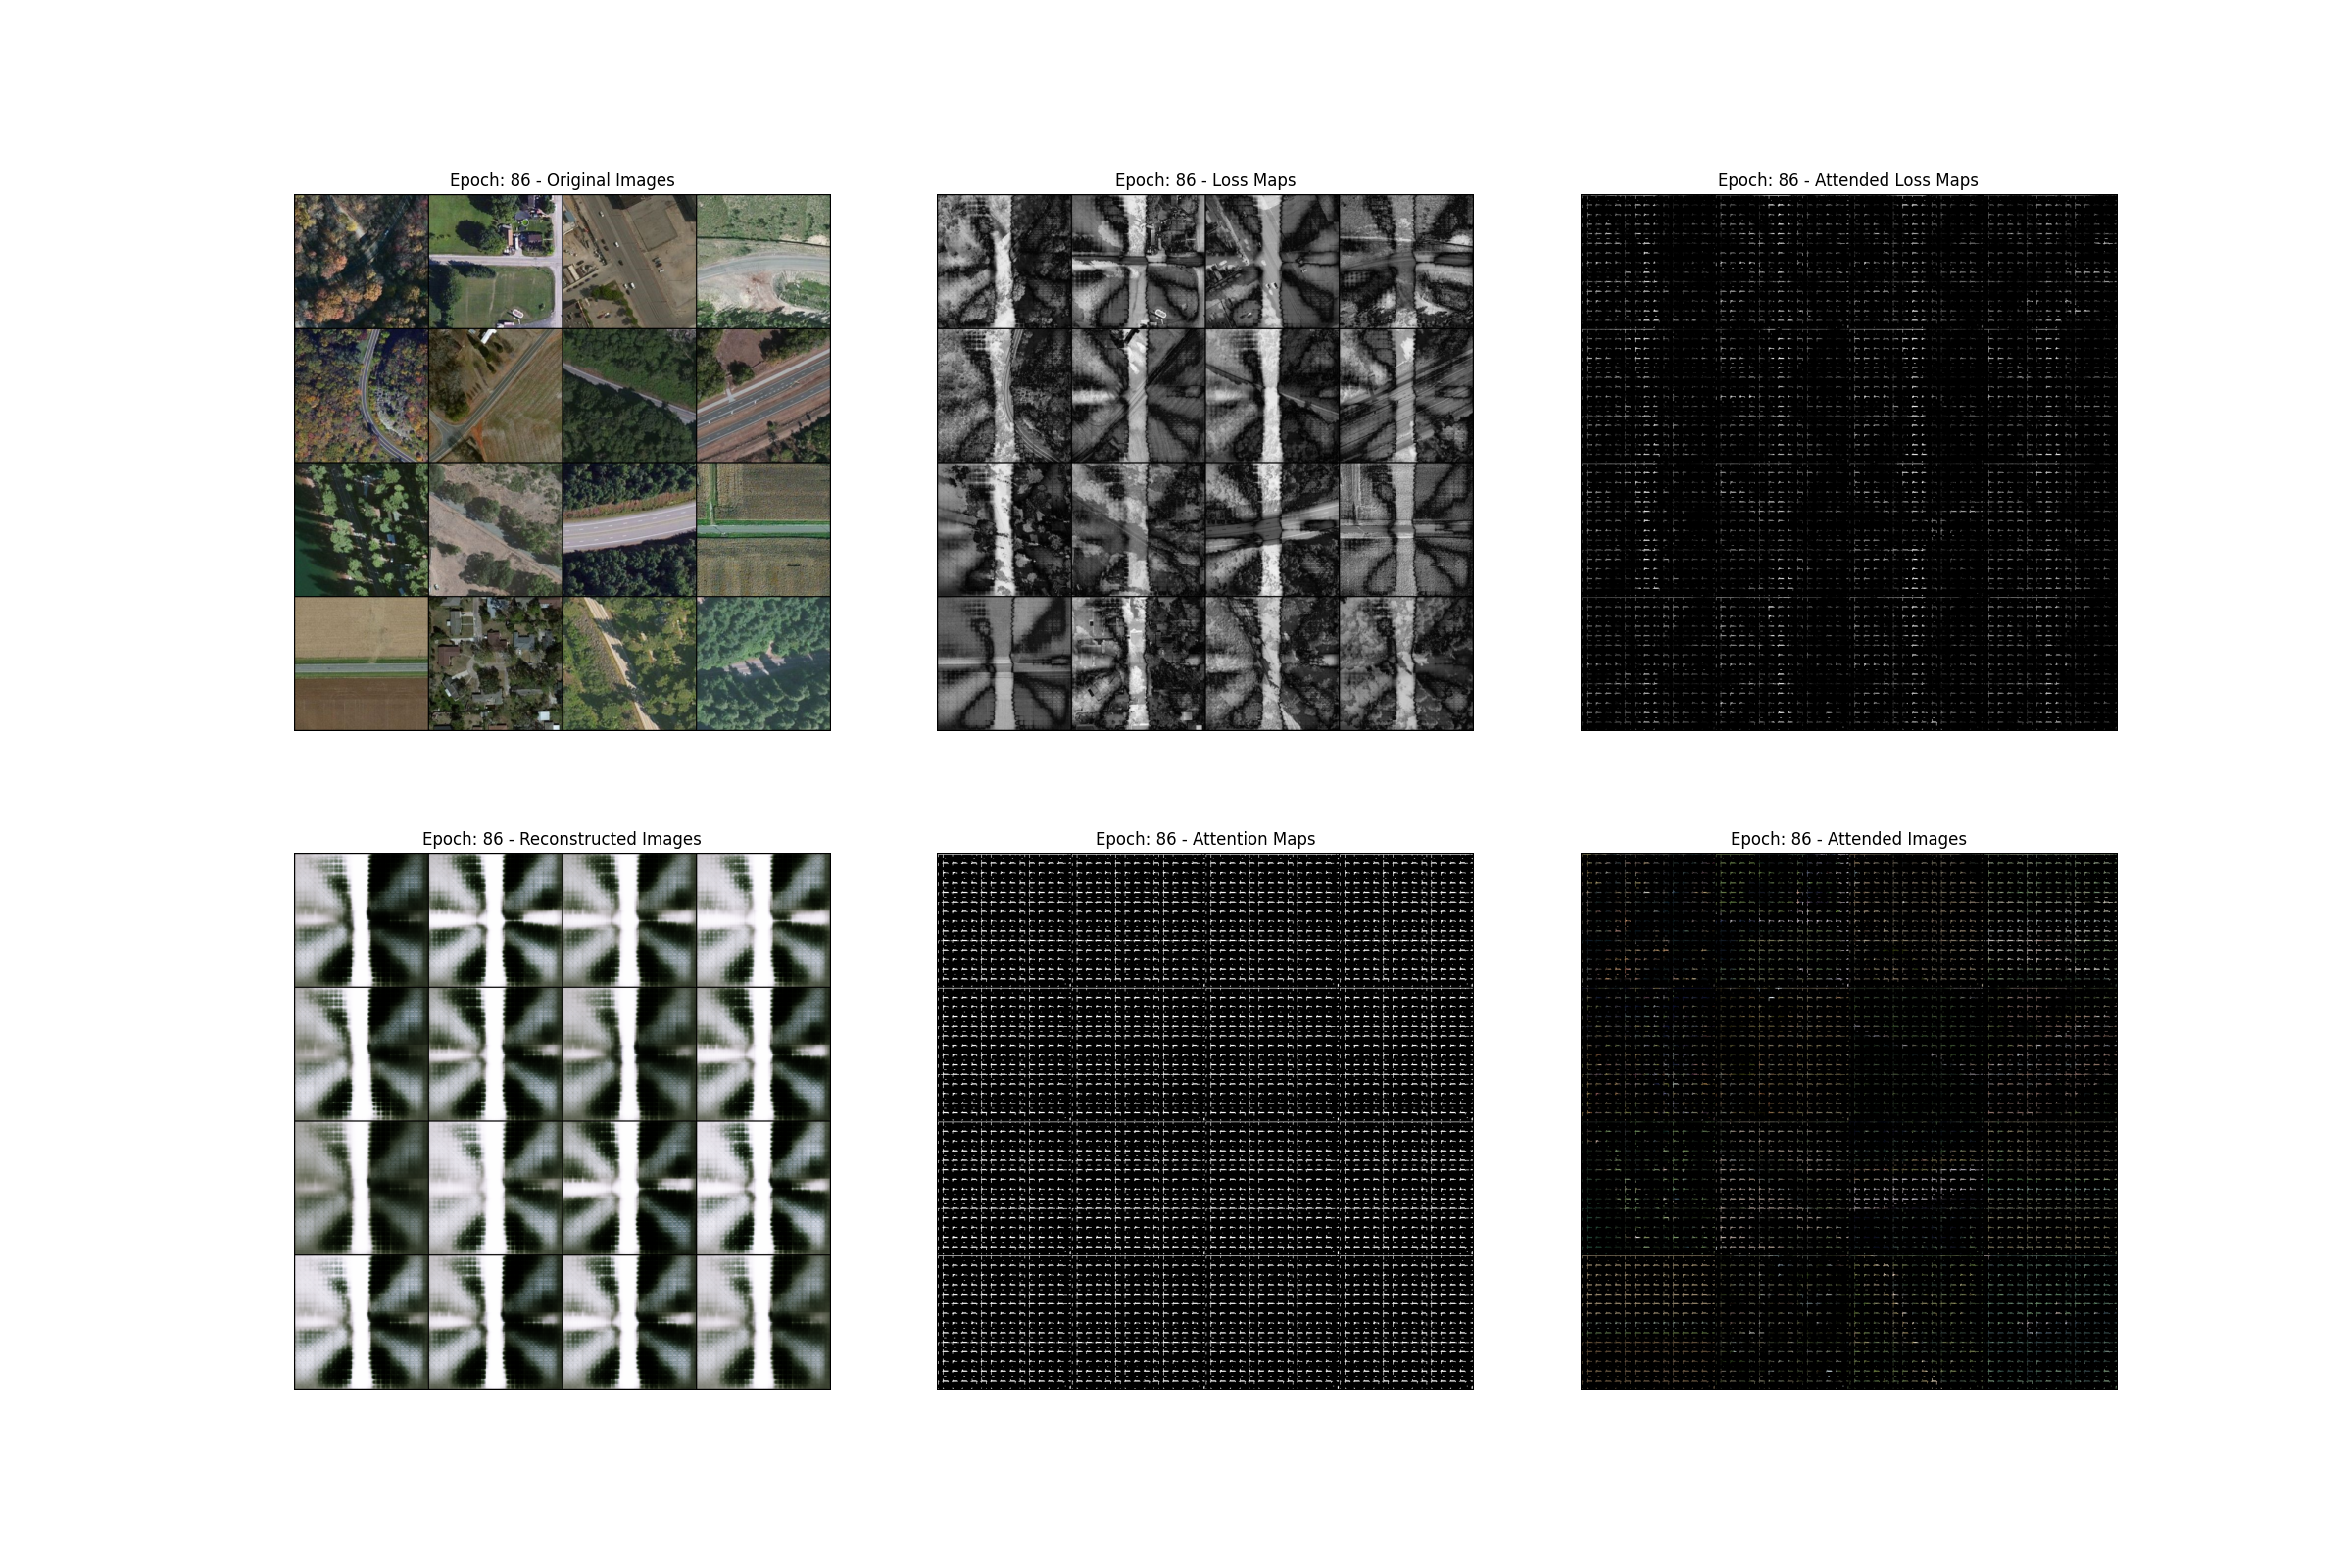 Epoch: 86 - Original Images
Epoch: 86 - Loss Maps
Epoch: 86 - Attended Loss Maps
Epoch: 86 - Reconstructed Images
Epoch: 86 - Attention Maps
Epoch: 86 - Attended Images